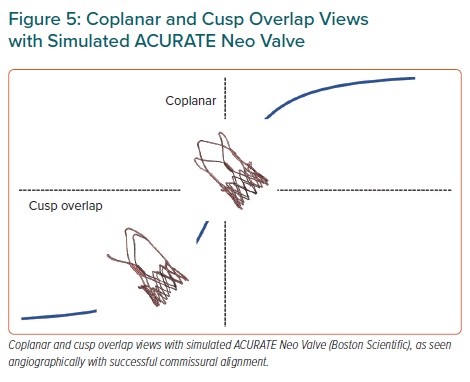 Figure 5: Coplanar and Cusp Overlap Views
with Simulated ACURATE Neo Valve
Coplanar
Cusp overlap
Coplanar and cusp overlap views with simulated ACURATE Neo Valve (Boston Scientific), as seen
angiographically with successful commissural alignment.